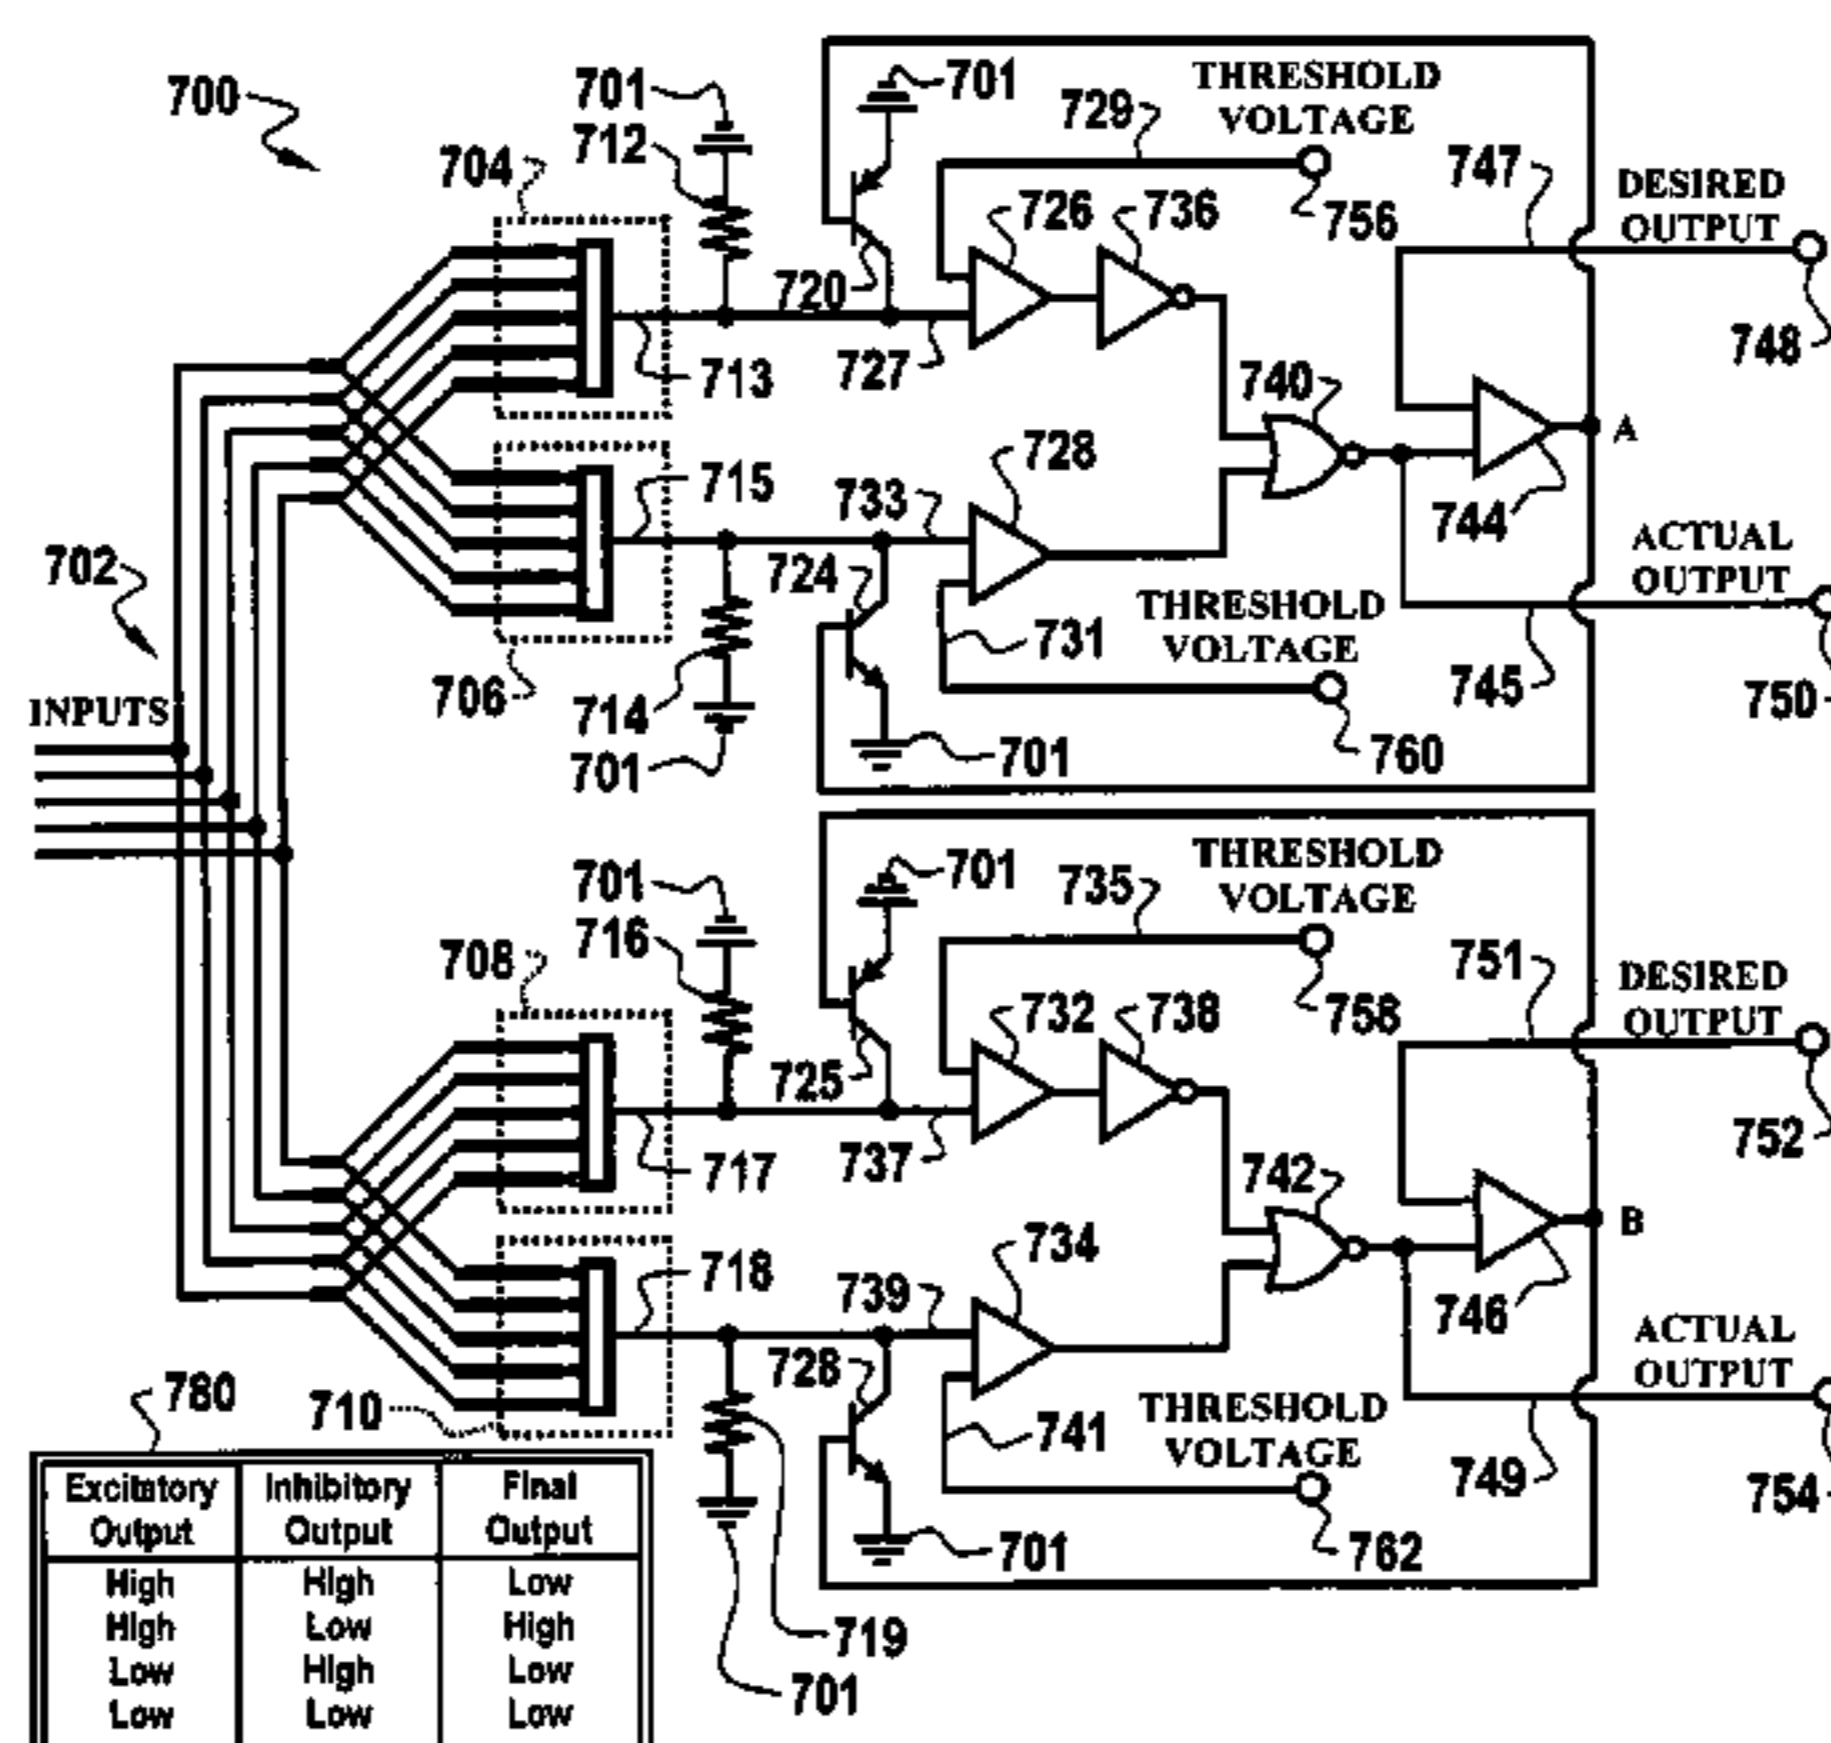 700
701
712
704
701
729
THRESHOLD
VOLTAGE
747
DESIRED
OUTPUT
726
736
756
720
748
713
727
740
A
715
733
728
744
702
724
THRESHOLD
VOLTAGE
ACTUAL
OUTPUT
731
745
706
714
INPUTS
750
701
701
760
701
716
701
735
THRESHOLD
VOLTAGE
708
751
DESIRED
OUTPUT
732
738
758
725
752
717
737
742
B
718
739
734
746
780
710
728
THRESHOLD
VOLTAGE
ACTUAL
OUTPUT
741
749
754
701
762
719
701
Excitatory Output Inhibitory Output Final Output
High High Low
High Low High
Low High Low
Low Low Low